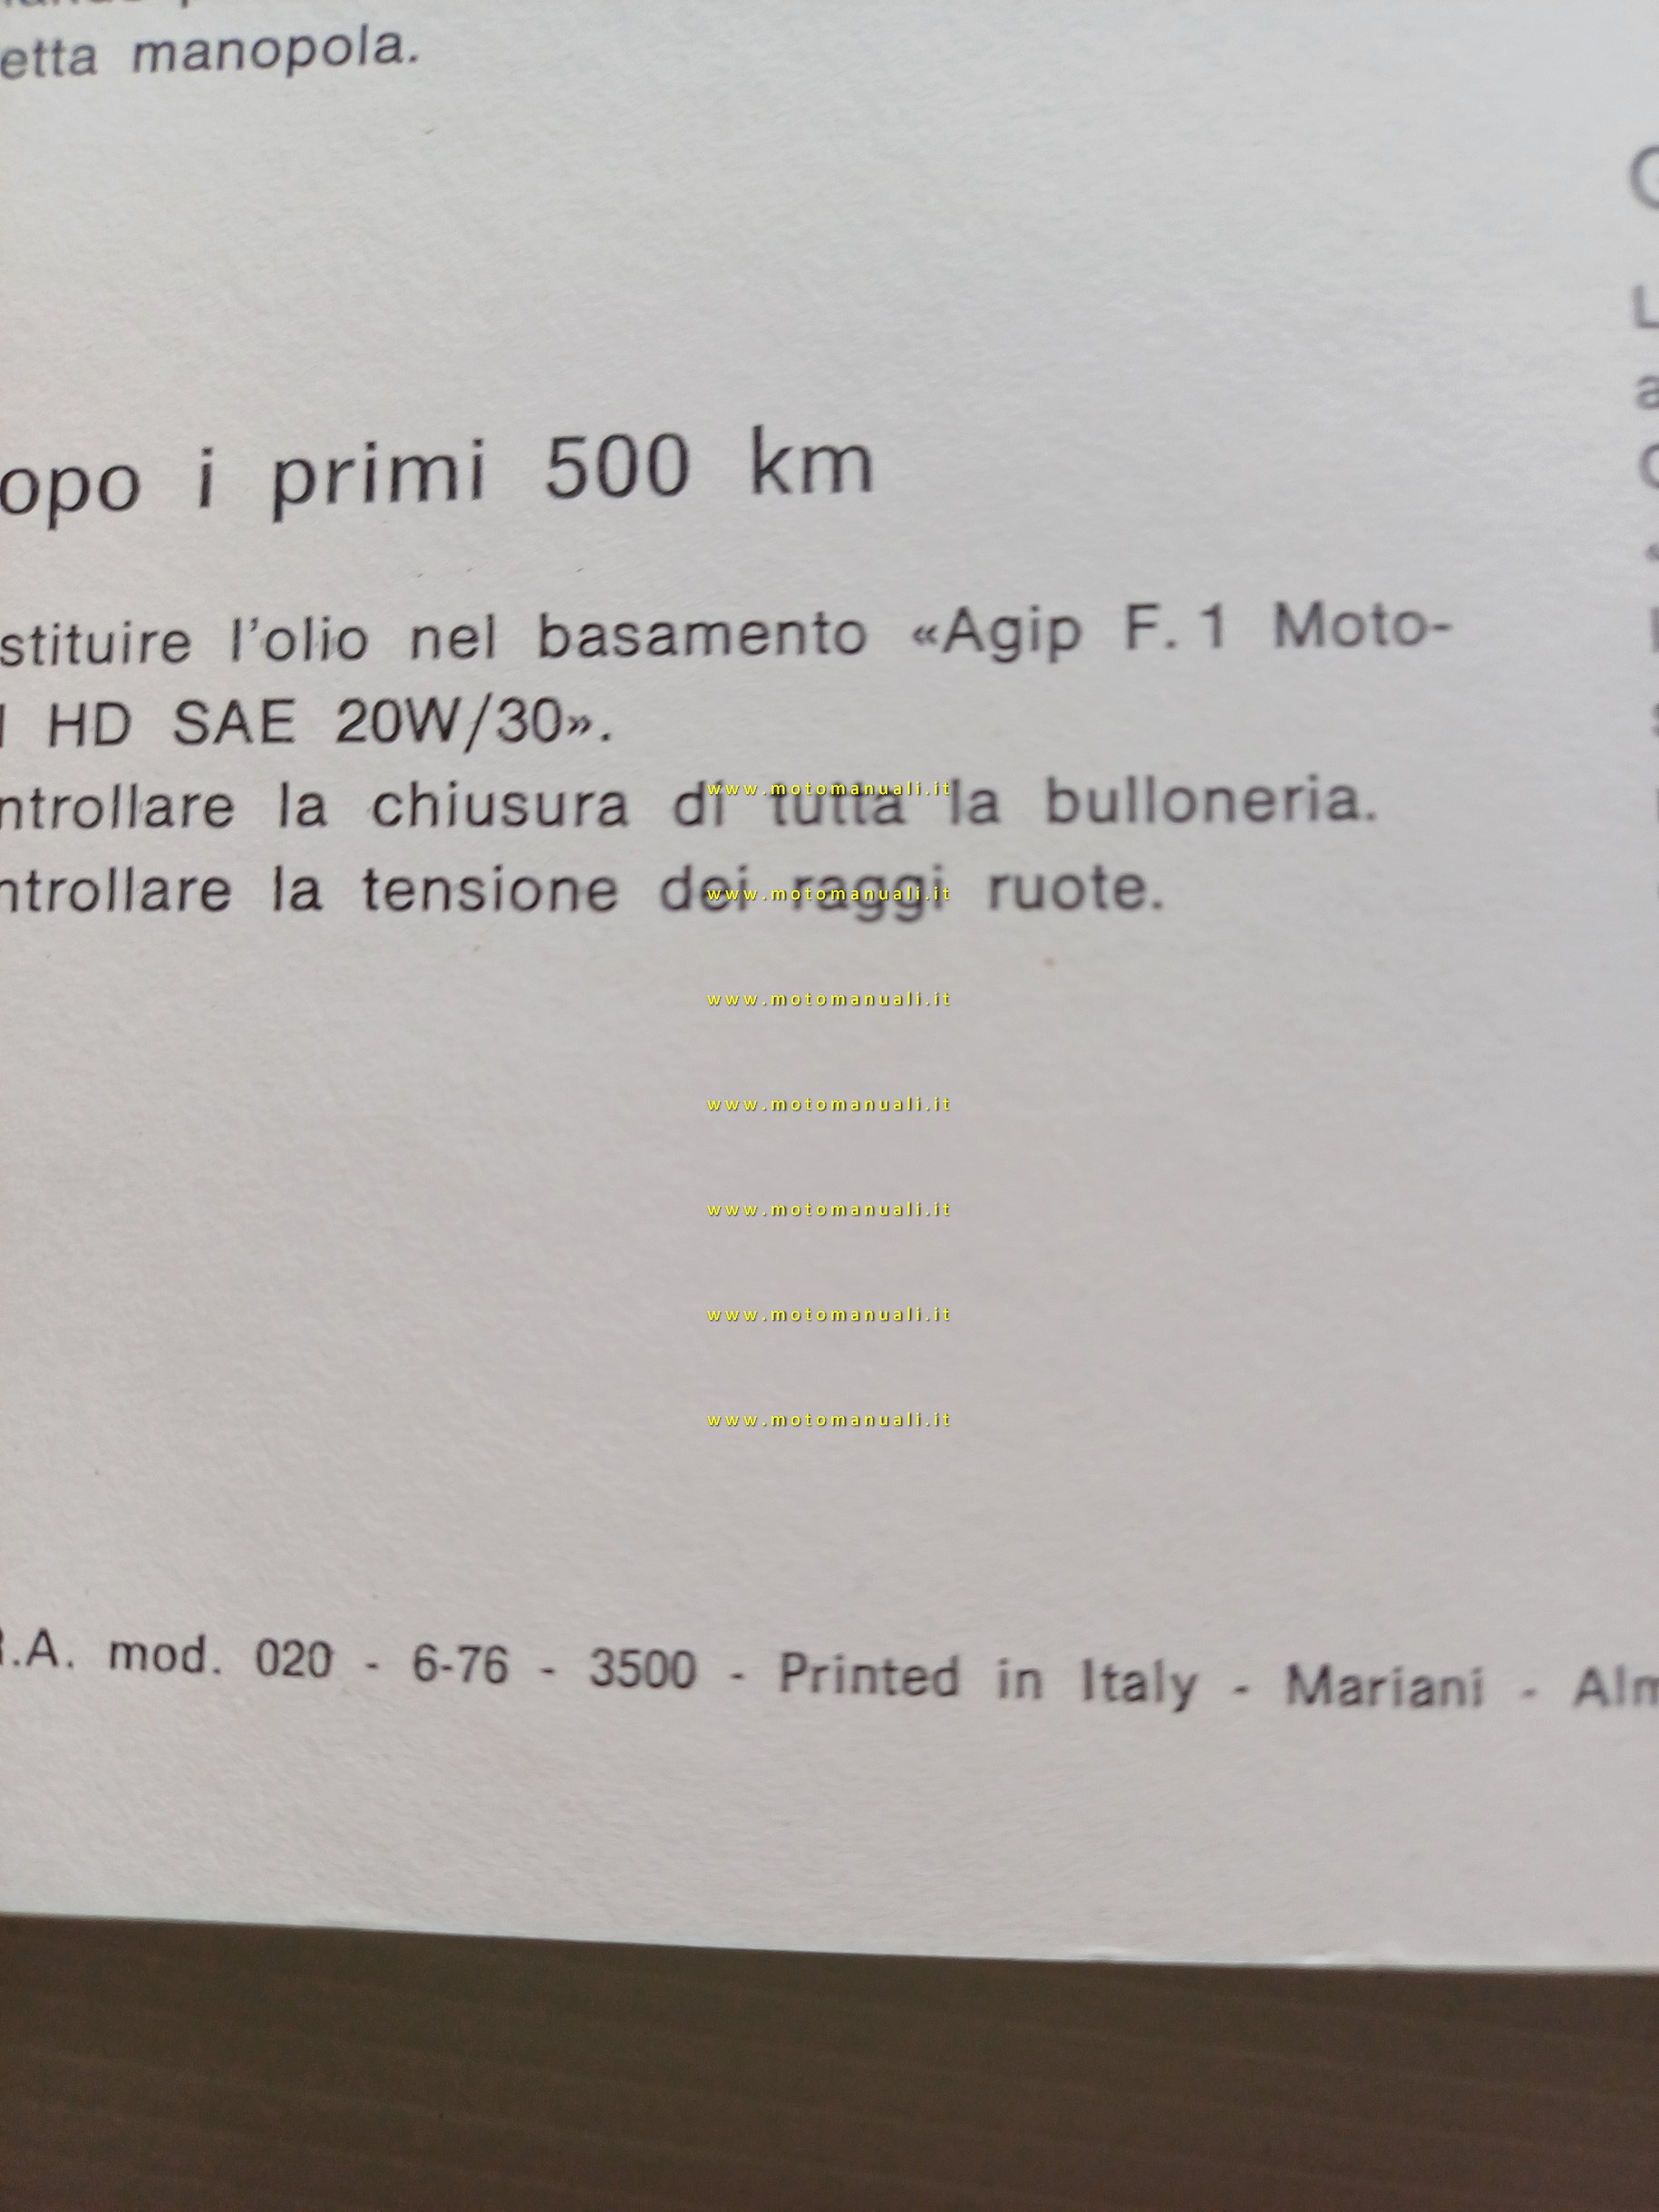 etta manopola.
opo i primi 500 km
stituire l'olio nel basamento «Agip F. 1 Moto-
HD SAE 20W/30».
ntrollare la chiusura di tutta la bulloneria.
ntrollare la tensione dei raggi ruote.
www.motomanuali.it
www.motomanuali.it
www.motomanuali.it
www.motomanuali.it
www.motomanuali.it
www.motomanuali.it
www.motomanuali.it
.A. mod. 020 - 6-76 - 3500 - Printed in Italy - Mariani - Alm